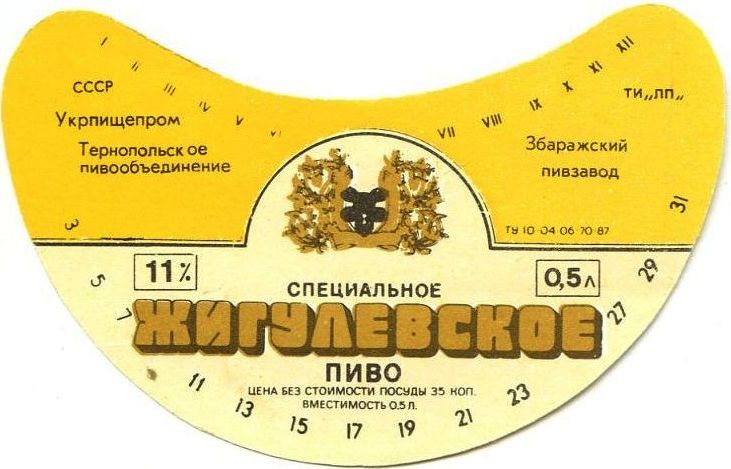 I II III IV V VI VII VIII IX X XI XII
СССР
Укрпищепром
Тернопольское
пивообъединение
ТИ„ЛП„
Збаражский
пивзавод
ТУ 10-04-06-70-87
11%
0,5л
СПЕЦИАЛЬНОЕ
ЖИГУЛЕВСКОЕ
ПИВО
ЦЕНА БЕЗ СТОИМОСТИ ПОСУДЫ 35 КОП.
ВМЕСТИМОСТЬ 0,5 Л.
3 5 7 11 13 15 17 19 21 23 27 29 31